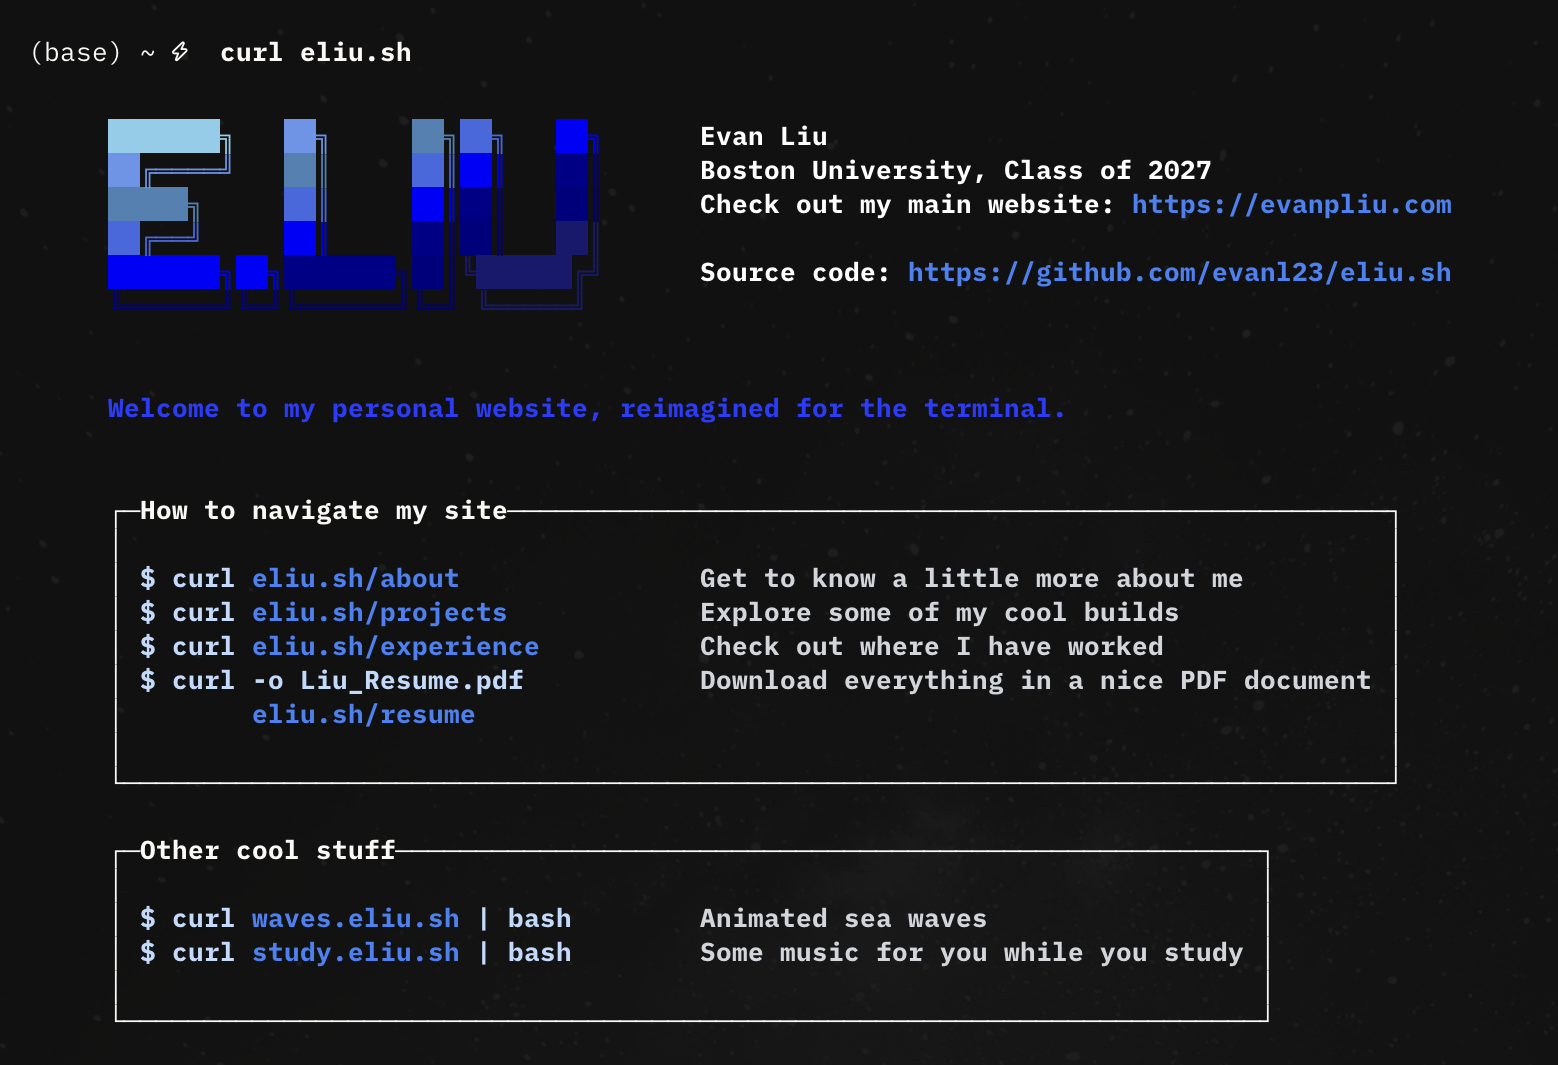 (base) ~ ⚡ curl eliu.sh
E.LIU
Evan Liu
Boston University, Class of 2027
Check out my main website: https://evanpliu.com
Source code: https://github.com/evanl23/eliu.sh
Welcome to my personal website, reimagined for the terminal.
How to navigate my site
$ curl eliu.sh/about Get to know a little more about me
$ curl eliu.sh/projects Explore some of my cool builds
$ curl eliu.sh/experience Check out where I have worked
$ curl -o Liu_Resume.pdf Download everything in a nice PDF document
eliu.sh/resume
Other cool stuff
$ curl waves.eliu.sh | bash Animated sea waves
$ curl study.eliu.sh | bash Some music for you while you study